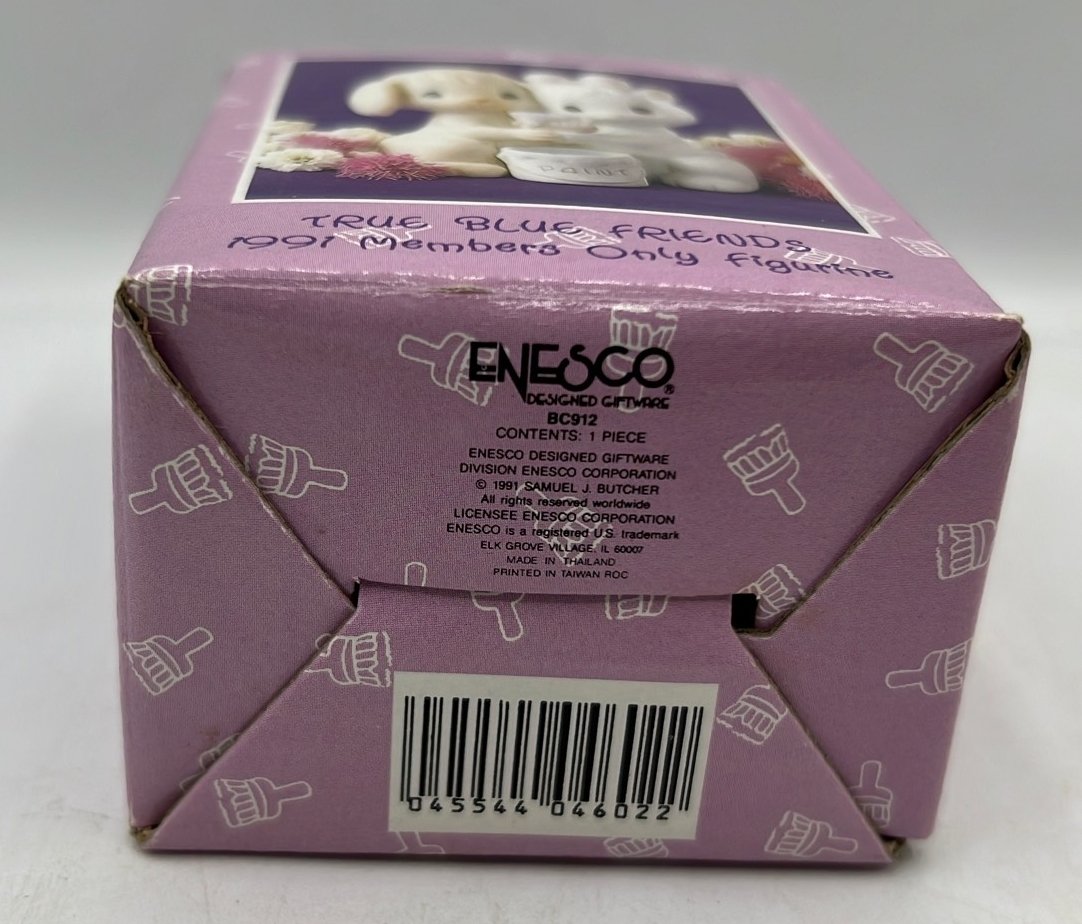 PAINT
TRUE BLUE FRIENDS
1991 Members Only Figurine
ENESCO®
DESIGNED GIFTWARE
BC912
CONTENTS: 1 PIECE
ENESCO DESIGNED GIFTWARE
DIVISION ENESCO CORPORATION
© 1991 SAMUEL J. BUTCHER
All rights reserved worldwide
LICENSEE ENESCO CORPORATION
ENESCO is a registered U.S. trademark
ELK GROVE VILLAGE, IL 60007
MADE IN THAILAND
PRINTED IN TAIWAN ROC
045544 046022